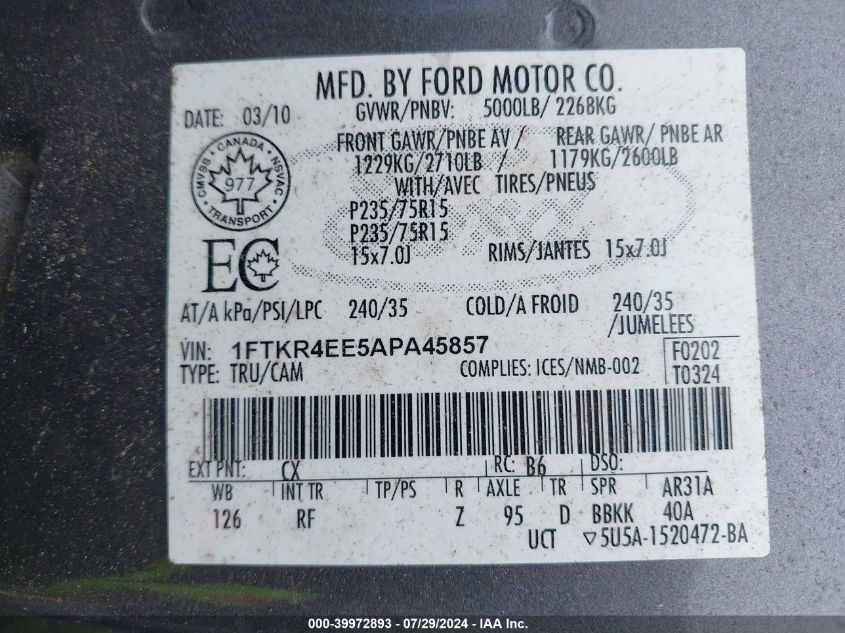 MFD. BY FORD MOTOR CO.
DATE: 03/10
GVWR/PNBV: 5000LB/ 2268KG
FRONT GAWR/PNBE AV / REAR GAWR/ PNBE AR
1229KG/2710LB / 1179KG/2600LB
WITH/AVEC TIRES/PNEUS
CANADA
CMVSS NSVAC
977
TRANSPORT
P235/75R15
P235/75R15
15x7.0J RIMS/JANTES 15x7.0J
EC
AT/A kPa/PSI/LPC 240/35 COLD/A FROID 240/35
/JUMELEES
VIN: 1FTKR4EE5APA45857
TYPE: TRU/CAM COMPLIES: ICES/NMB-002
F0202
T0324
EXT PNT: CX RC: B6 DSO:
WB INT TR TP/PS R AXLE TR SPR AR31A
126 RF Z 95 D BBKK 40A
UCT ▽5U5A-1520472-BA
000-39972893 - 07/29/2024 - IAA Inc.